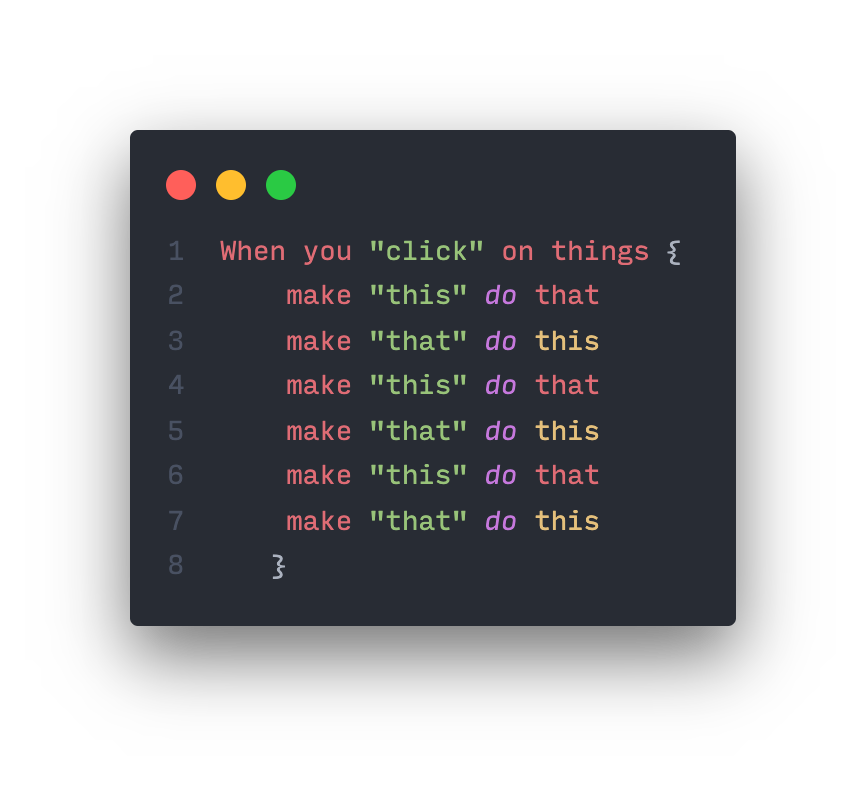 1 When you "click" on things {
2 make "this" do that
3 make "that" do this
4 make "this" do that
5 make "that" do this
6 make "this" do that
7 make "that" do this
8 }